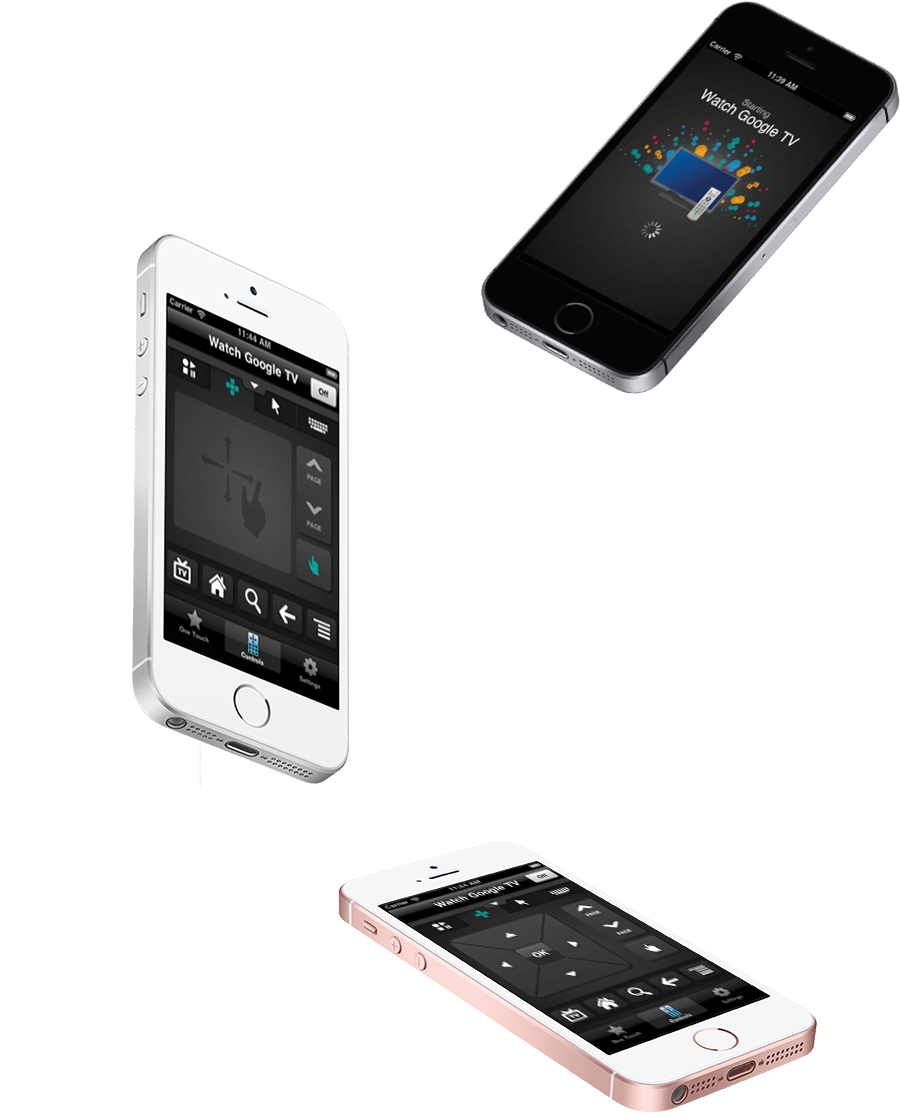 Carrier
11:39 AM
Starting
Watch Google TV
Carrier
11:44 AM
Watch Google TV
Off
PAGE
PAGE
TV
One Touch
Controls
Settings
Carrier
11:44 AM
Watch Google TV
Off
PAGE
PAGE
OK
TV
One Touch
Controls
Settings